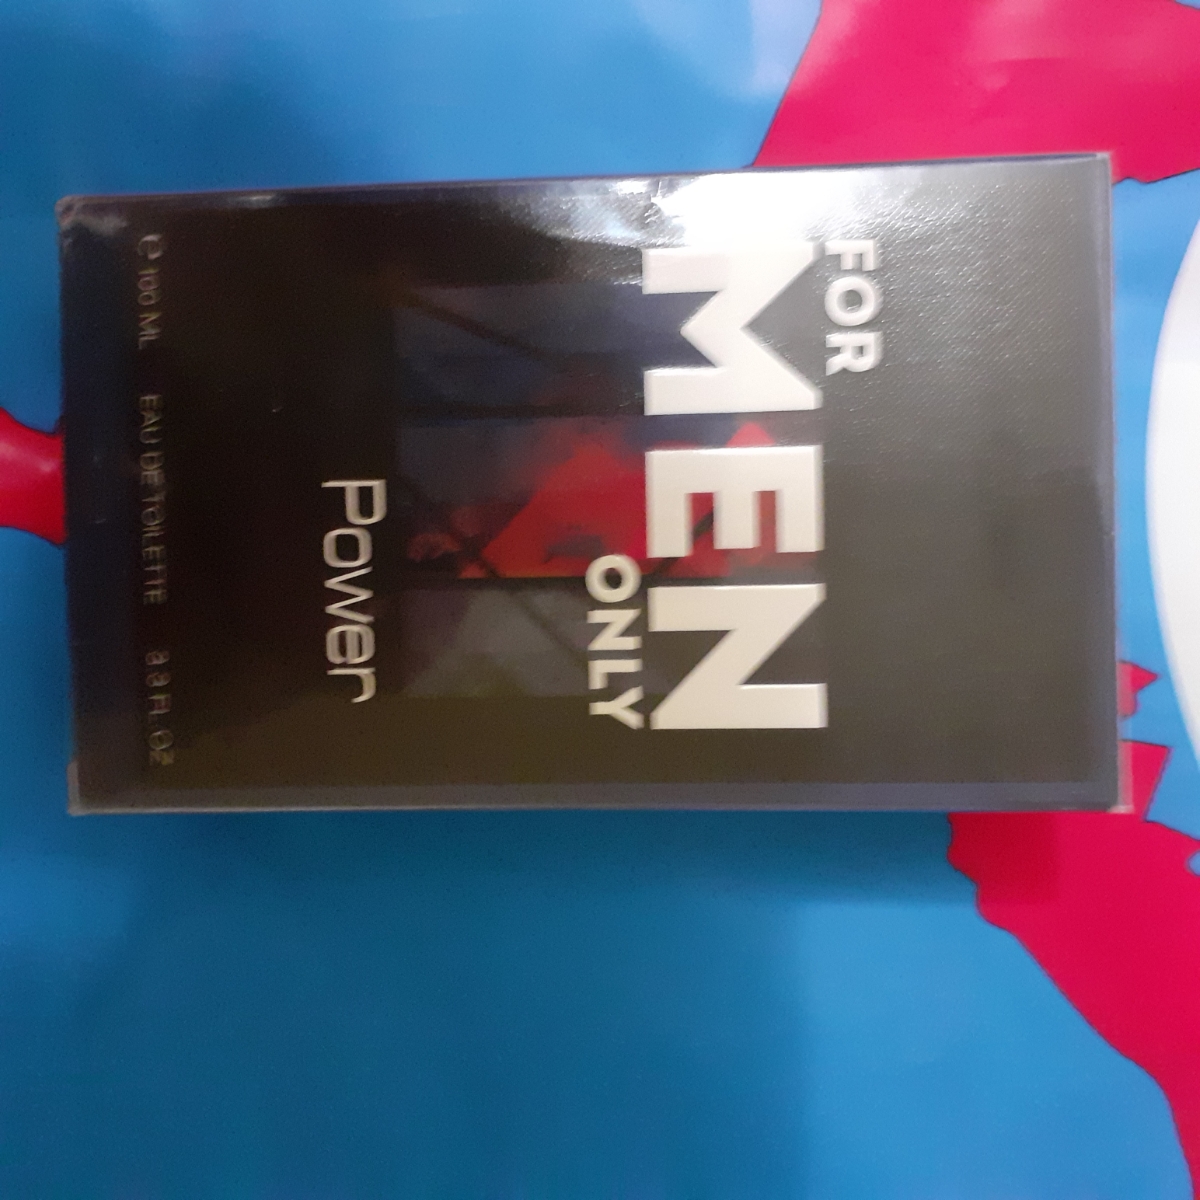 FOR
MEN
ONLY
Power
e 100 ML EAU DE TOILETTE 3.3 FL.OZ